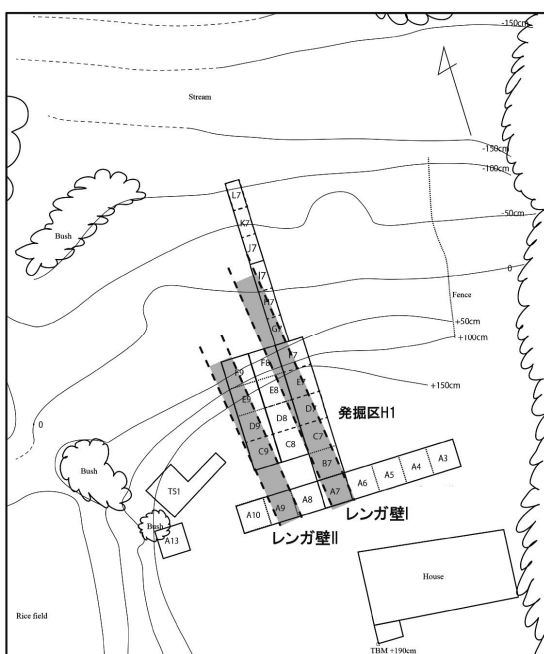 -150cm
Stream
-150cm
-100cm
L7
K7
-50cm
Bush
J7
I7
0
H7
Fence
G7
+50cm
F8
F7
+100cm
F9
E8
E7
+150cm
E9
D8
D7
発掘区H1
D9
C8
C7
0
C9
B7
A3
A4
A5
A6
Bush
TS1
A7
A8
A9
A10
レンガ壁I
Bush
レンガ壁II
A13
House
Rice field
TBM +190cm